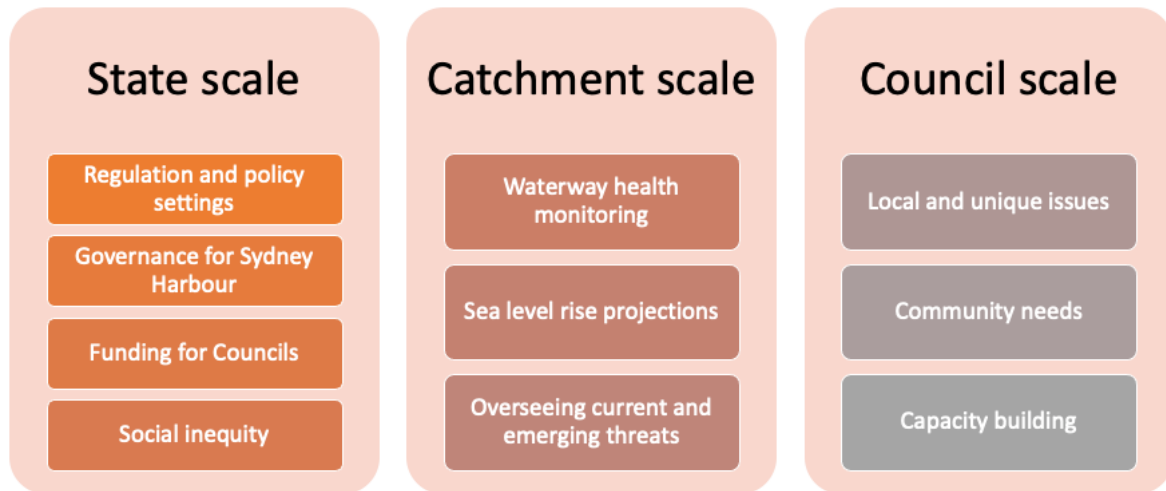 State scale
Regulation and policy
settings
Governance for Sydney
Harbour
Funding for Councils
Social inequity
Catchment scale
Waterway health
monitoring
Sea level rise projections
Overseeing current and
emerging threats
Council scale
Local and unique issues
Community needs
Capacity building